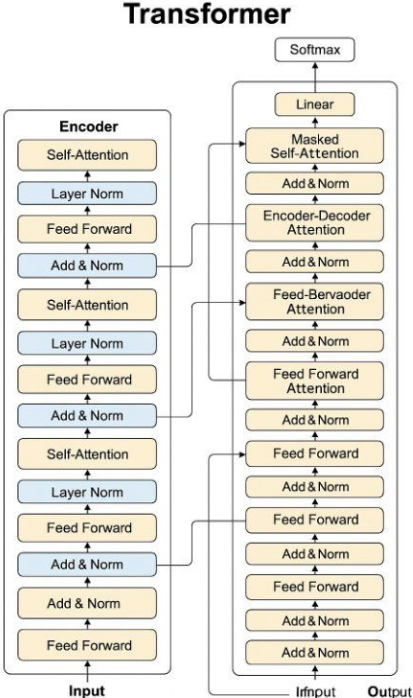 Transformer
Encoder
Self-Attention
Layer Norm
Feed Forward
Add & Norm
Self-Attention
Layer Norm
Feed Forward
Add & Norm
Self-Attention
Layer Norm
Feed Forward
Add & Norm
Add & Norm
Feed Forward
Input
Softmax
Linear
Masked
Self-Attention
Add & Norm
Encoder-Decoder
Attention
Add & Norm
Feed-Bervaoder
Attention
Add & Norm
Feed Forward
Attention
Add & Norm
Feed Forward
Add & Norm
Feed Forward
Add & Norm
Feed Forward
Add & Norm
Add & Norm
Irfnput
Output